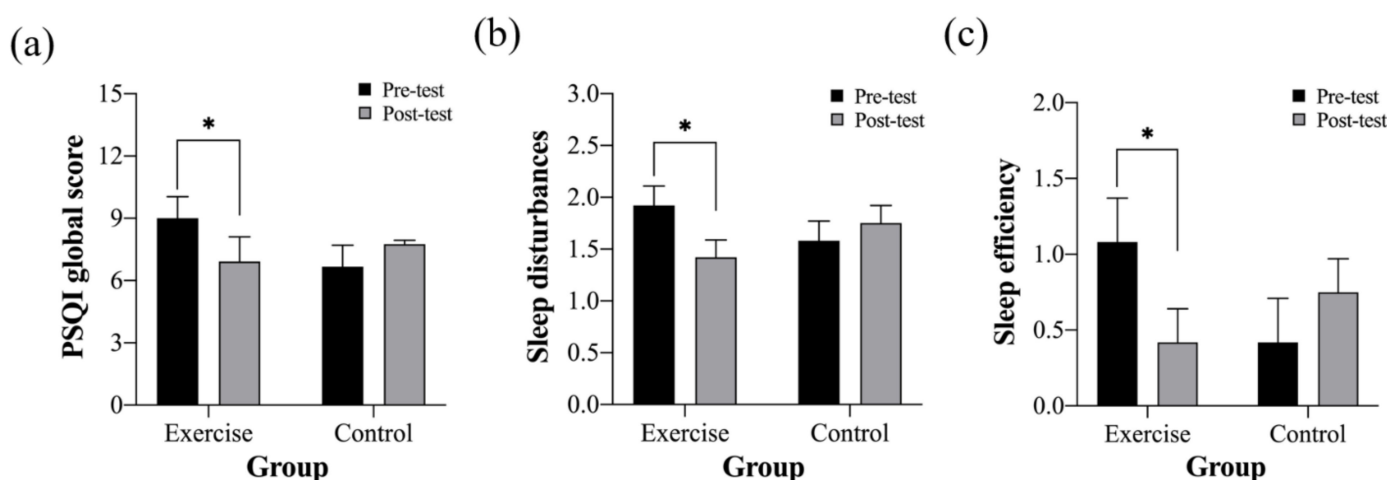 (a)
PSQI global score
15
12
9
6
3
0
*
Pre-test
Post-test
Exercise
Control
Group
(b)
Sleep disturbances
3.0
2.5
2.0
1.5
1.0
0.5
0.0
*
Pre-test
Post-test
Exercise
Control
Group
(c)
Sleep efficiency
2.0
1.5
1.0
0.5
0.0
*
Pre-test
Post-test
Exercise
Control
Group